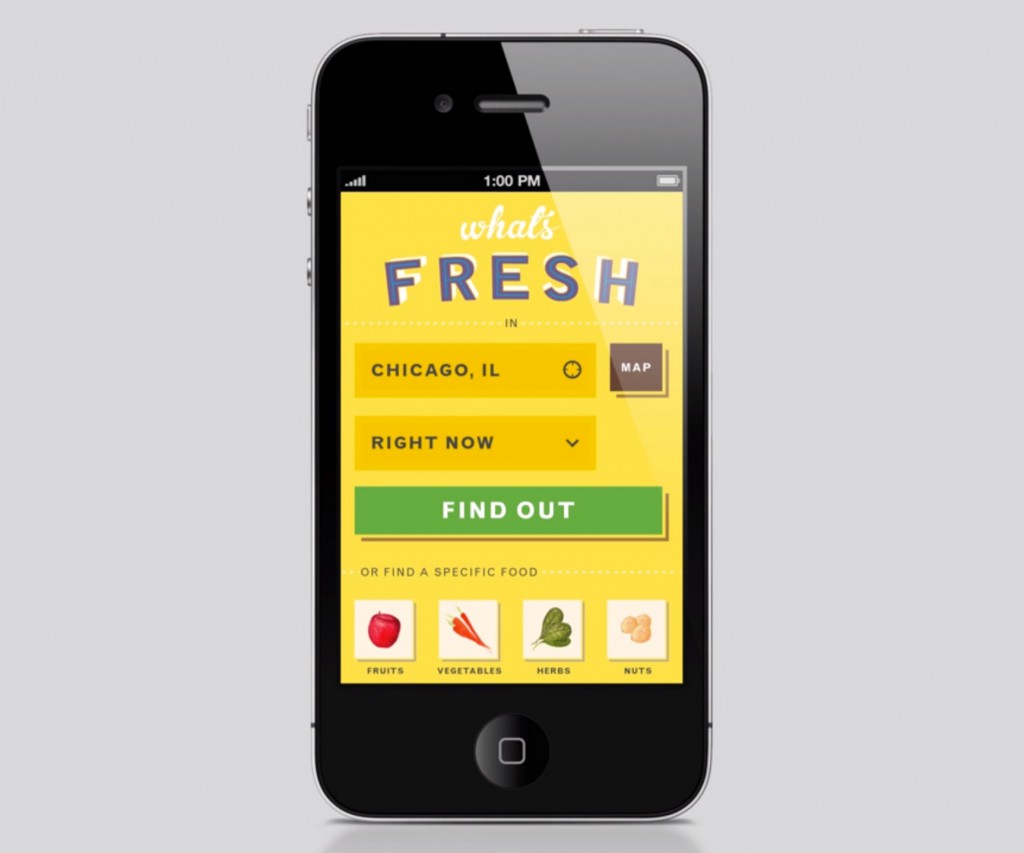 1:00 PM
what's
FRESH
IN
CHICAGO, IL
MAP
RIGHT NOW
FIND OUT
OR FIND A SPECIFIC FOOD
FRUITS VEGETABLES HERBS NUTS